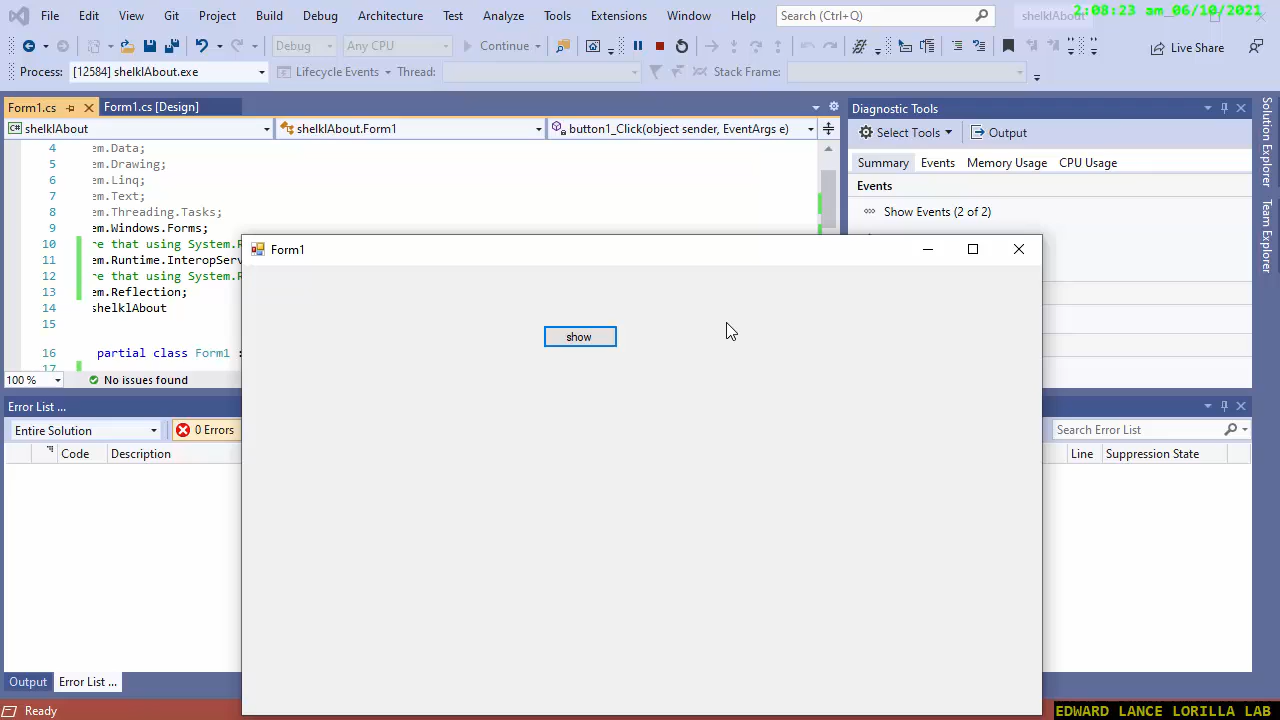 File Edit View Git Project Build Debug Architecture Test Analyze Tools Extensions Window Help Search (Ctrl+Q) shelklAbout
2:08:23 am_06/10/2021
Debug Any CPU Continue Live Share
Process: [12584] shelklAbout.exe Lifecycle Events Thread: Stack Frame:
Form1.cs Form1.cs [Design]
shelklAbout shelklAbout.Form1 button1_Click(object sender, EventArgs e)
4 em.Data;
5 em.Drawing;
6 em.Linq;
7 em.Text;
8 em.Threading.Tasks;
9 em.Windows.Forms;
10 re that using System.R
11 em.Runtime.InteropServ
12 re that using System.R
13 em.Reflection;
14 shelklAbout
15
16 partial class Form1 :
17
100 % No issues found
Diagnostic Tools
Select Tools Output
Summary Events Memory Usage CPU Usage
Events
Show Events (2 of 2)
Solution Explorer
Team Explorer
Form1
show
Error List ...
Entire Solution 0 Errors Search Error List
Code Description Line Suppression State
Output Error List ...
Ready
EDWARD LANCE LORILLA LAB